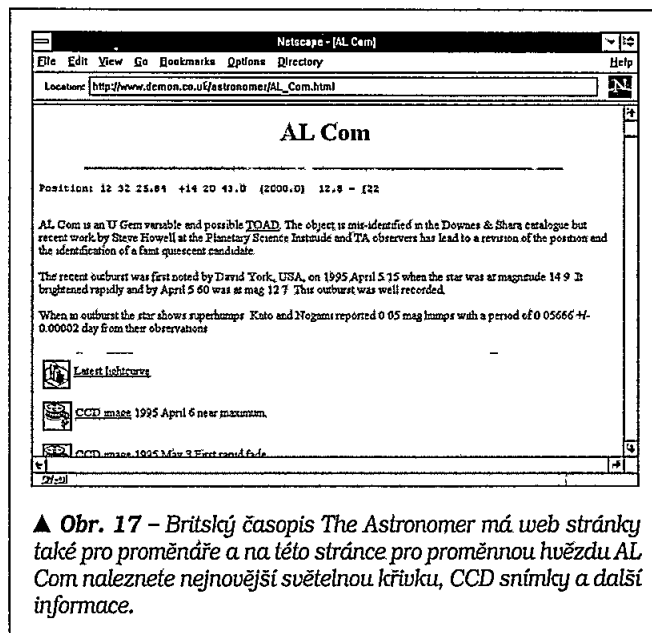 Netscape - [AL Com]
File Edit View Go Bookmarks Options Directory Help
Location: http://www.demon.co.uk/astronomer/AL_Com.html N
AL Com
Position: 12 32 25.84 +14 20 43.0 (2000.0) 12.8 - [22
AL Com is an U Gem variable and possible TOAD. The object is mis-identified in the Downes & Shara catalogue but
recent work by Steve Howell at the Planetary Science Institute and TA observers has lead to a revision of the position and
the identification of a faint quiescent candidate.
The recent outburst was first noted by David York, USA, on 1995 April 5.15 when the star was at magnitude 14 9 It
brightened rapidly and by April 5 60 was at mag 12 7 This outburst was well recorded
When in outburst the star shows superhumps Kato and Nogami reported 0 05 mag humps with a period of 0 05666 +/-
0.00002 day from their observations
Latest lightcurve
CCD image 1995 April 6 near maximum.
CCD image 1995 May 3 First rapid fade
▲ Obr. 17 – Britský časopis The Astronomer má web stránky
také pro proměnáře a na této stránce pro proměnnou hvězdu AL
Com naleznete nejnovější světelnou křivku, CCD snímky a další
informace.